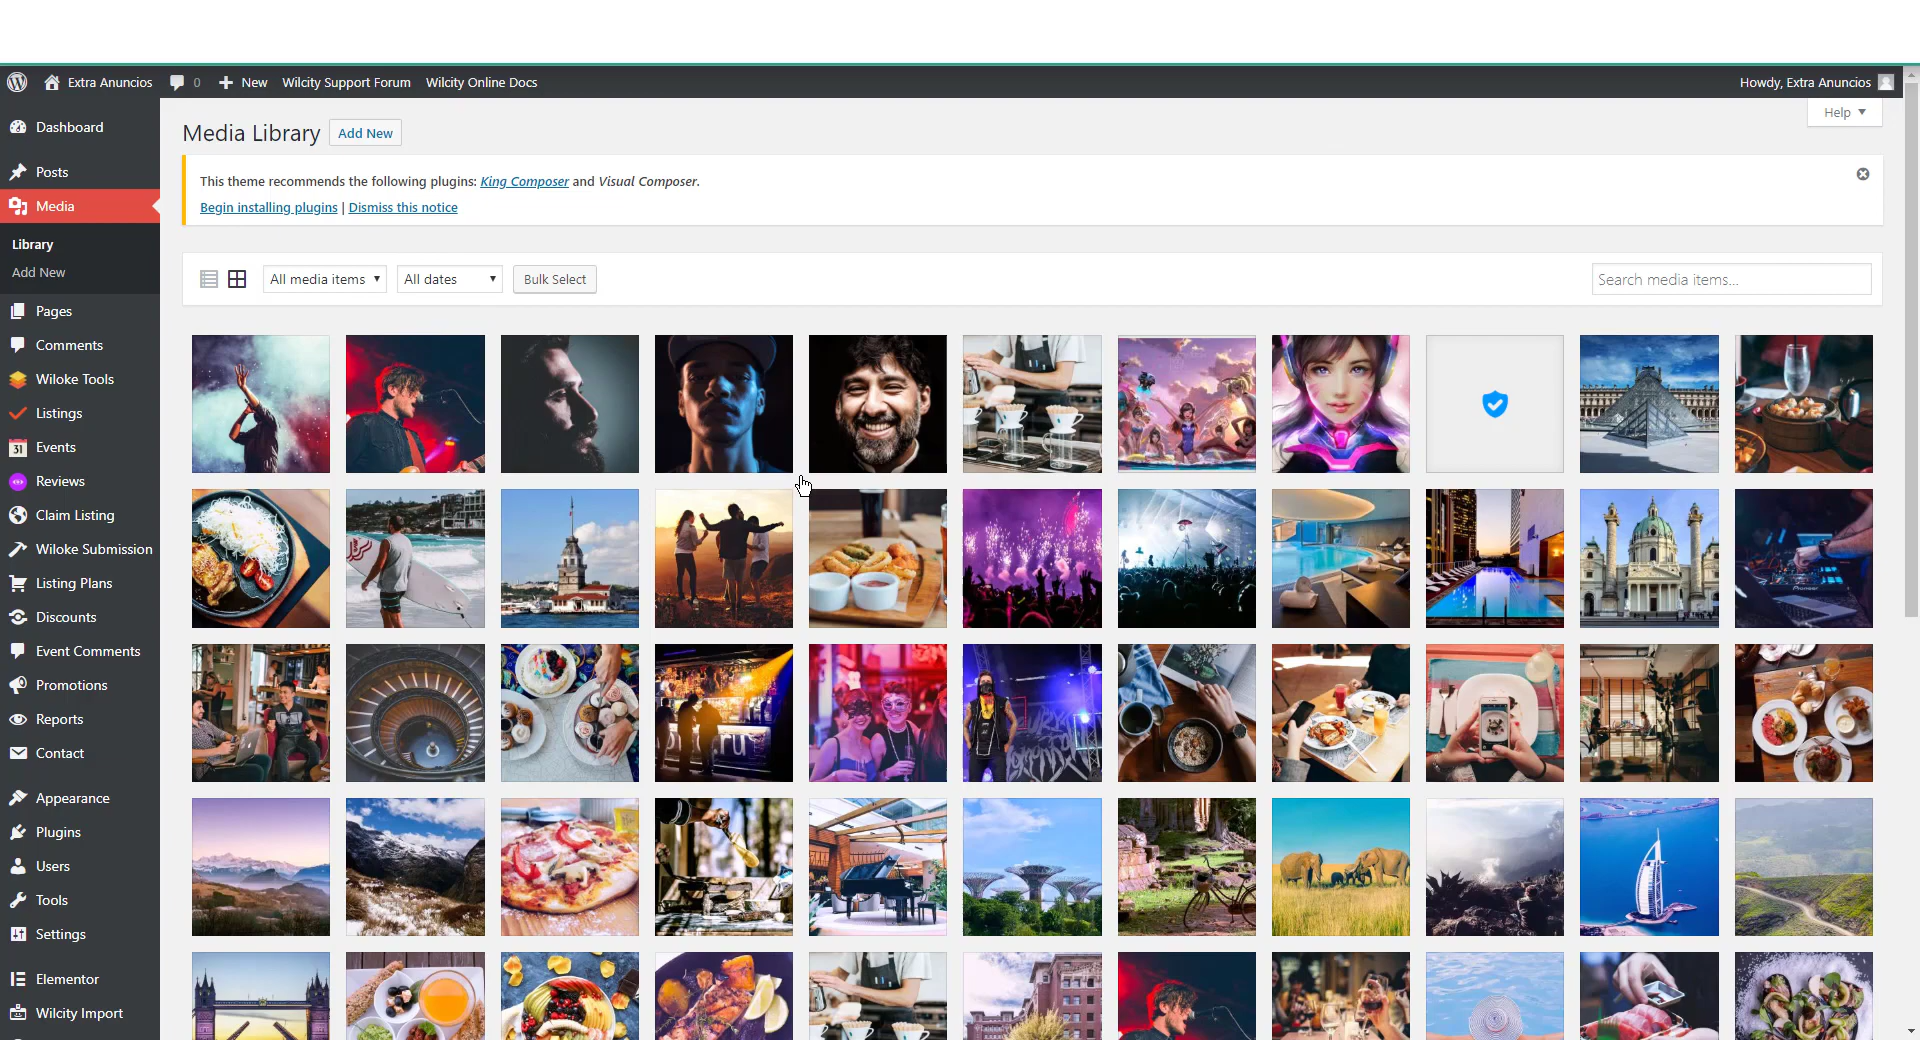 Extra Anuncios 0 New Wilcity Support Forum Wilcity Online Docs Howdy, Extra Anuncios
Help
Dashboard
Posts
Media
Library
Add New
Pages
Comments
Wiloke Tools
Listings
31 Events
Reviews
Claim Listing
Wiloke Submission
Listing Plans
Discounts
Event Comments
Promotions
Reports
Contact
Appearance
Plugins
Users
Tools
Settings
Elementor
Wilcity Import
Media Library Add New
This theme recommends the following plugins: King Composer and Visual Composer.
Begin installing plugins | Dismiss this notice
All media items All dates Bulk Select Search media items...
Pioneer